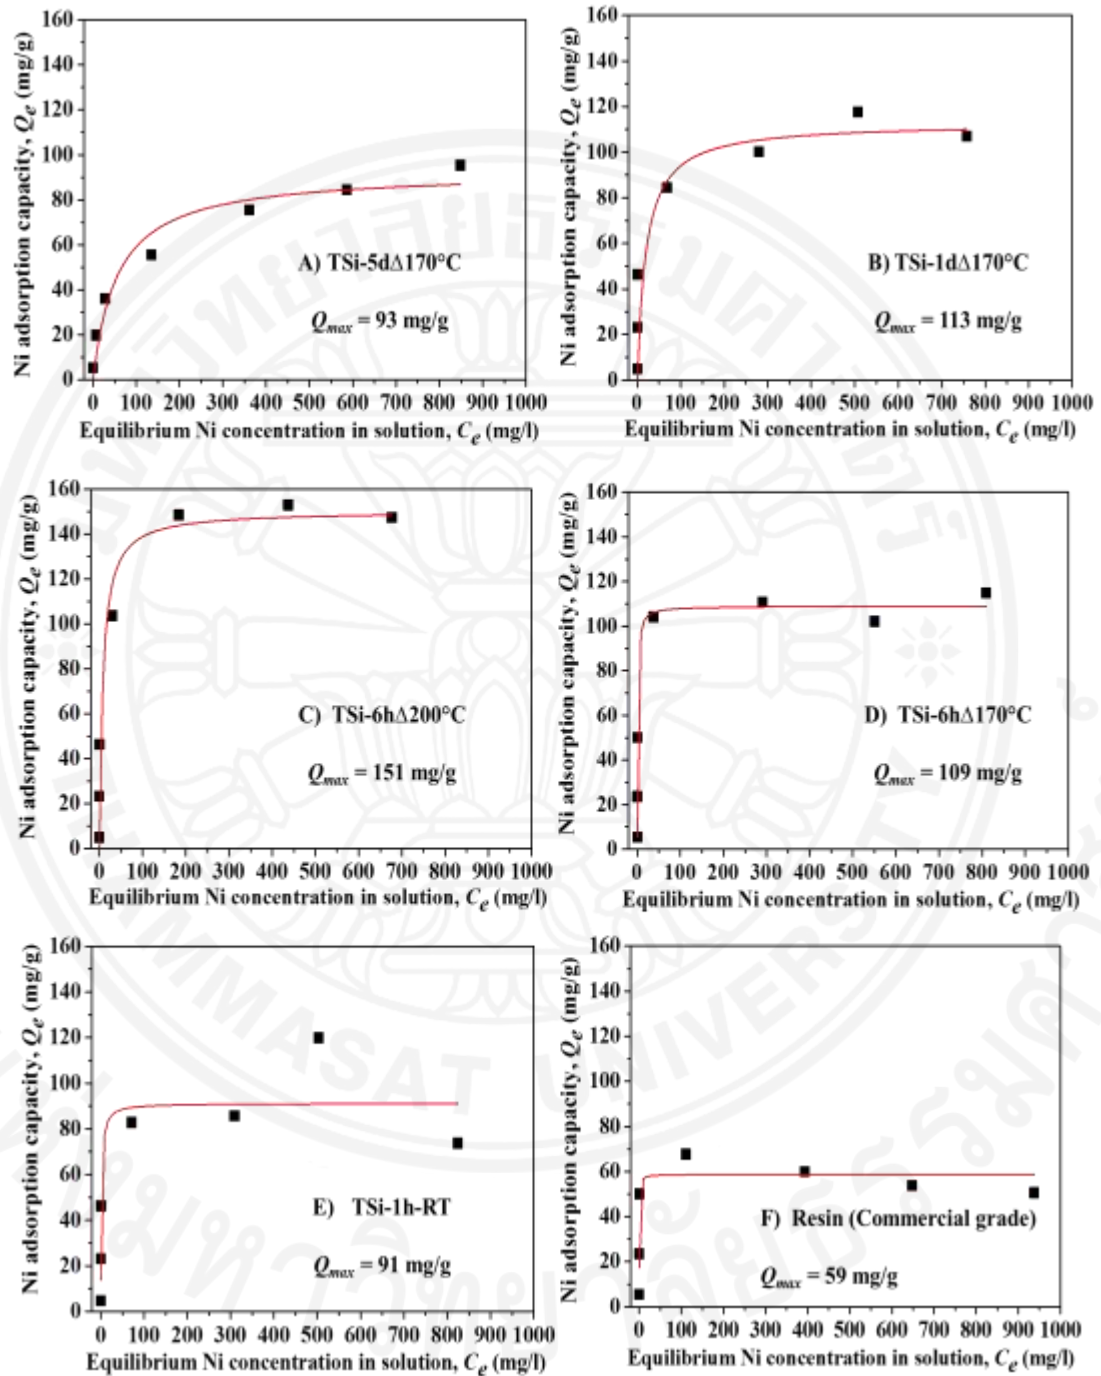 Ni adsorption capacity, Qe (mg/g)
160
140
120
100
80
60
40
20
0
A) TSi-5dΔ170°C
Qmax = 93 mg/g
0 100 200 300 400 500 600 700 800 900 1000
Equilibrium Ni concentration in solution, Ce (mg/l)
Ni adsorption capacity, Qe (mg/g)
160
140
120
100
80
60
40
20
0
B) TSi-1dΔ170°C
Qmax = 113 mg/g
0 100 200 300 400 500 600 700 800 900 1000
Equilibrium Ni concentration in solution, Ce (mg/l)
Ni adsorption capacity, Qe (mg/g)
160
140
120
100
80
60
40
20
0
C) TSi-6hΔ200°C
Qmax = 151 mg/g
0 100 200 300 400 500 600 700 800 900 1000
Equilibrium Ni concentration in solution, Ce (mg/l)
Ni adsorption capacity, Qe (mg/g)
160
140
120
100
80
60
40
20
0
D) TSi-6hΔ170°C
Qmax = 109 mg/g
0 100 200 300 400 500 600 700 800 900 1000
Equilibrium Ni concentration in solution, Ce (mg/l)
Ni adsorption capacity, Qe (mg/g)
160
140
120
100
80
60
40
20
0
E) TSi-1h-RT
Qmax = 91 mg/g
0 100 200 300 400 500 600 700 800 900 1000
Equilibrium Ni concentration in solution, Ce (mg/l)
Ni adsorption capacity, Qe (mg/g)
160
140
120
100
80
60
40
20
0
F) Resin (Commercial grade)
Qmax = 59 mg/g
0 100 200 300 400 500 600 700 800 900 1000
Equilibrium Ni concentration in solution, Ce (mg/l)
THAMMASAT UNIVERSITY